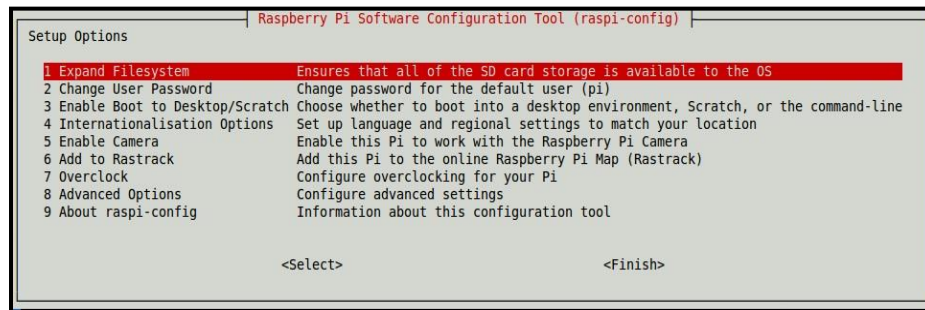 Raspberry Pi Software Configuration Tool (raspi-config)
Setup Options
1 Expand Filesystem Ensures that all of the SD card storage is available to the OS
2 Change User Password Change password for the default user (pi)
3 Enable Boot to Desktop/Scratch Choose whether to boot into a desktop environment, Scratch, or the command-line
4 Internationalisation Options Set up language and regional settings to match your location
5 Enable Camera Enable this Pi to work with the Raspberry Pi Camera
6 Add to Rastrack Add this Pi to the online Raspberry Pi Map (Rastrack)
7 Overclock Configure overclocking for your Pi
8 Advanced Options Configure advanced settings
9 About raspi-config Information about this configuration tool
<Select> <Finish>